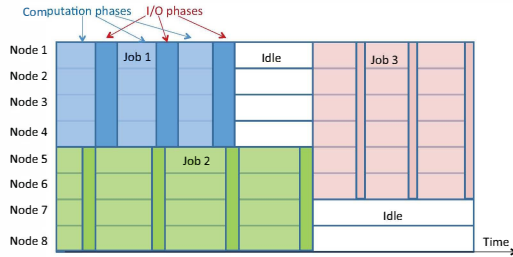 Computation phases I/O phases
Node 1
Job 1
Idle
Job 3
Node 2
Node 3
Node 4
Node 5
Job 2
Node 6
Node 7
Idle
Node 8
Time